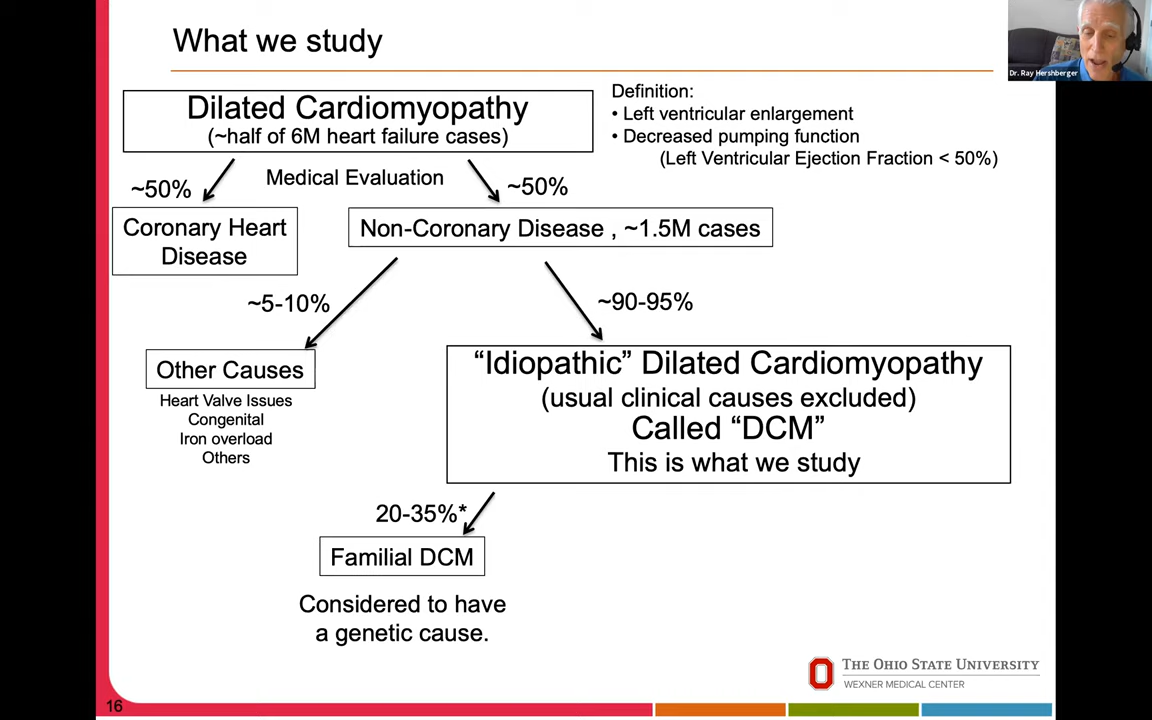 What we study
Dr. Ray Hershberger
Dilated Cardiomyopathy
(~half of 6M heart failure cases)
Definition:
• Left ventricular enlargement
• Decreased pumping function
(Left Ventricular Ejection Fraction < 50%)
~50%
Medical Evaluation
~50%
Coronary Heart
Disease
Non-Coronary Disease , ~1.5M cases
~5-10%
~90-95%
Other Causes
Heart Valve Issues
Congenital
Iron overload
Others
“Idiopathic” Dilated Cardiomyopathy
(usual clinical causes excluded)
Called “DCM”
This is what we study
20-35%*
Familial DCM
Considered to have
a genetic cause.
THE OHIO STATE UNIVERSITY
WEXNER MEDICAL CENTER
16